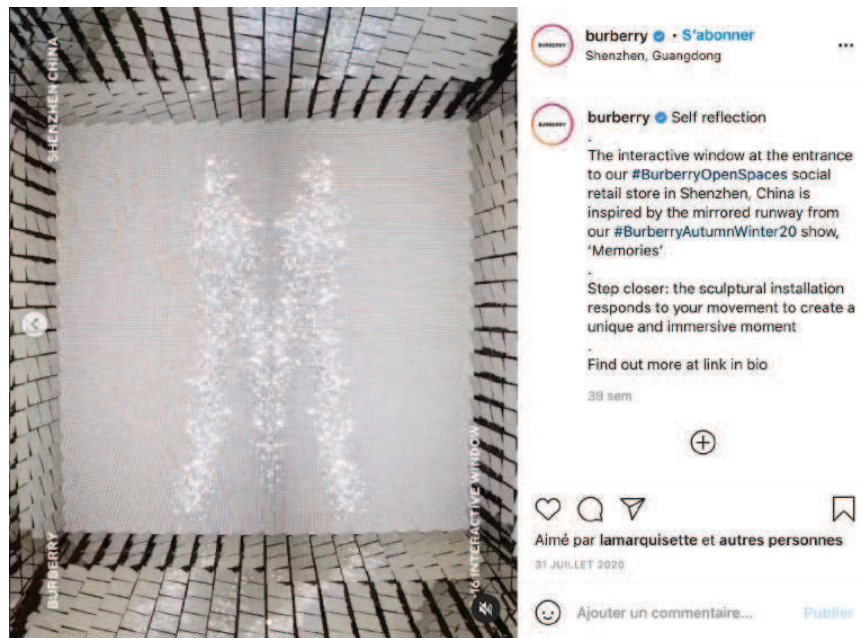 SHENZHEN CHINA
BURBERRY
16 INTERACTIVE WINDOW
BURBERRY
burberry • S'abonner
Shenzhen, Guangdong
BURBERRY
burberry Self reflection
.
The interactive window at the entrance
to our #BurberryOpenSpaces social
retail store in Shenzhen, China is
inspired by the mirrored runway from
our #BurberryAutumnWinter20 show,
'Memories'
.
Step closer: the sculptural installation
responds to your movement to create a
unique and immersive moment
.
Find out more at link in bio
39 sem
Aimé par lamarquisette et autres personnes
31 JUILLET 2020
Ajouter un commentaire... Publier